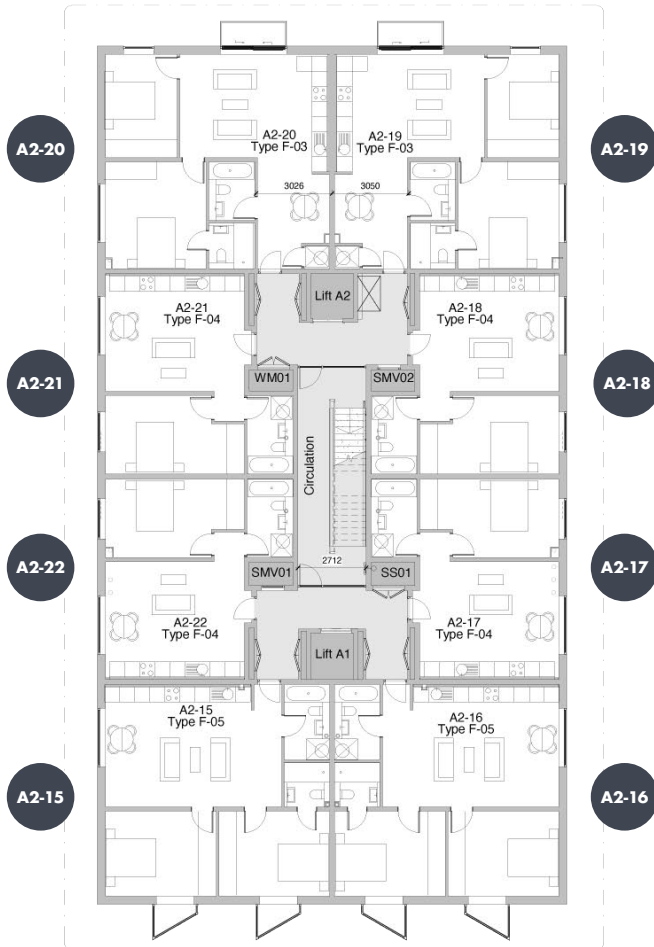 A2-20
A2-19
A2-20
Type F-03
A2-19
Type F-03
3026
3050
Lift A2
A2-21
Type F-04
A2-18
Type F-04
A2-21
WM01
SMV02
A2-18
Circulation
A2-22
SMV01
2712
SS01
A2-17
A2-22
Type F-04
A2-17
Type F-04
Lift A1
A2-15
Type F-05
A2-16
Type F-05
A2-15
A2-16